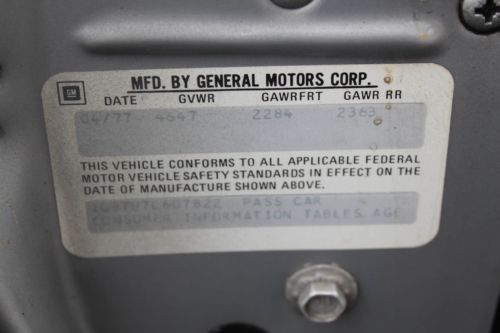 GM
MFD. BY GENERAL MOTORS CORP.
DATE GVWR GAWRFRT GAWR RR
04/77 4647 2284 2363
THIS VEHICLE CONFORMS TO ALL APPLICABLE FEDERAL
MOTOR VEHICLE SAFETY STANDARDS IN EFFECT ON THE
DATE OF MANUFACTURE SHOWN ABOVE.
PASS CAR
CONSUMER INFORMATION TABLES AGE